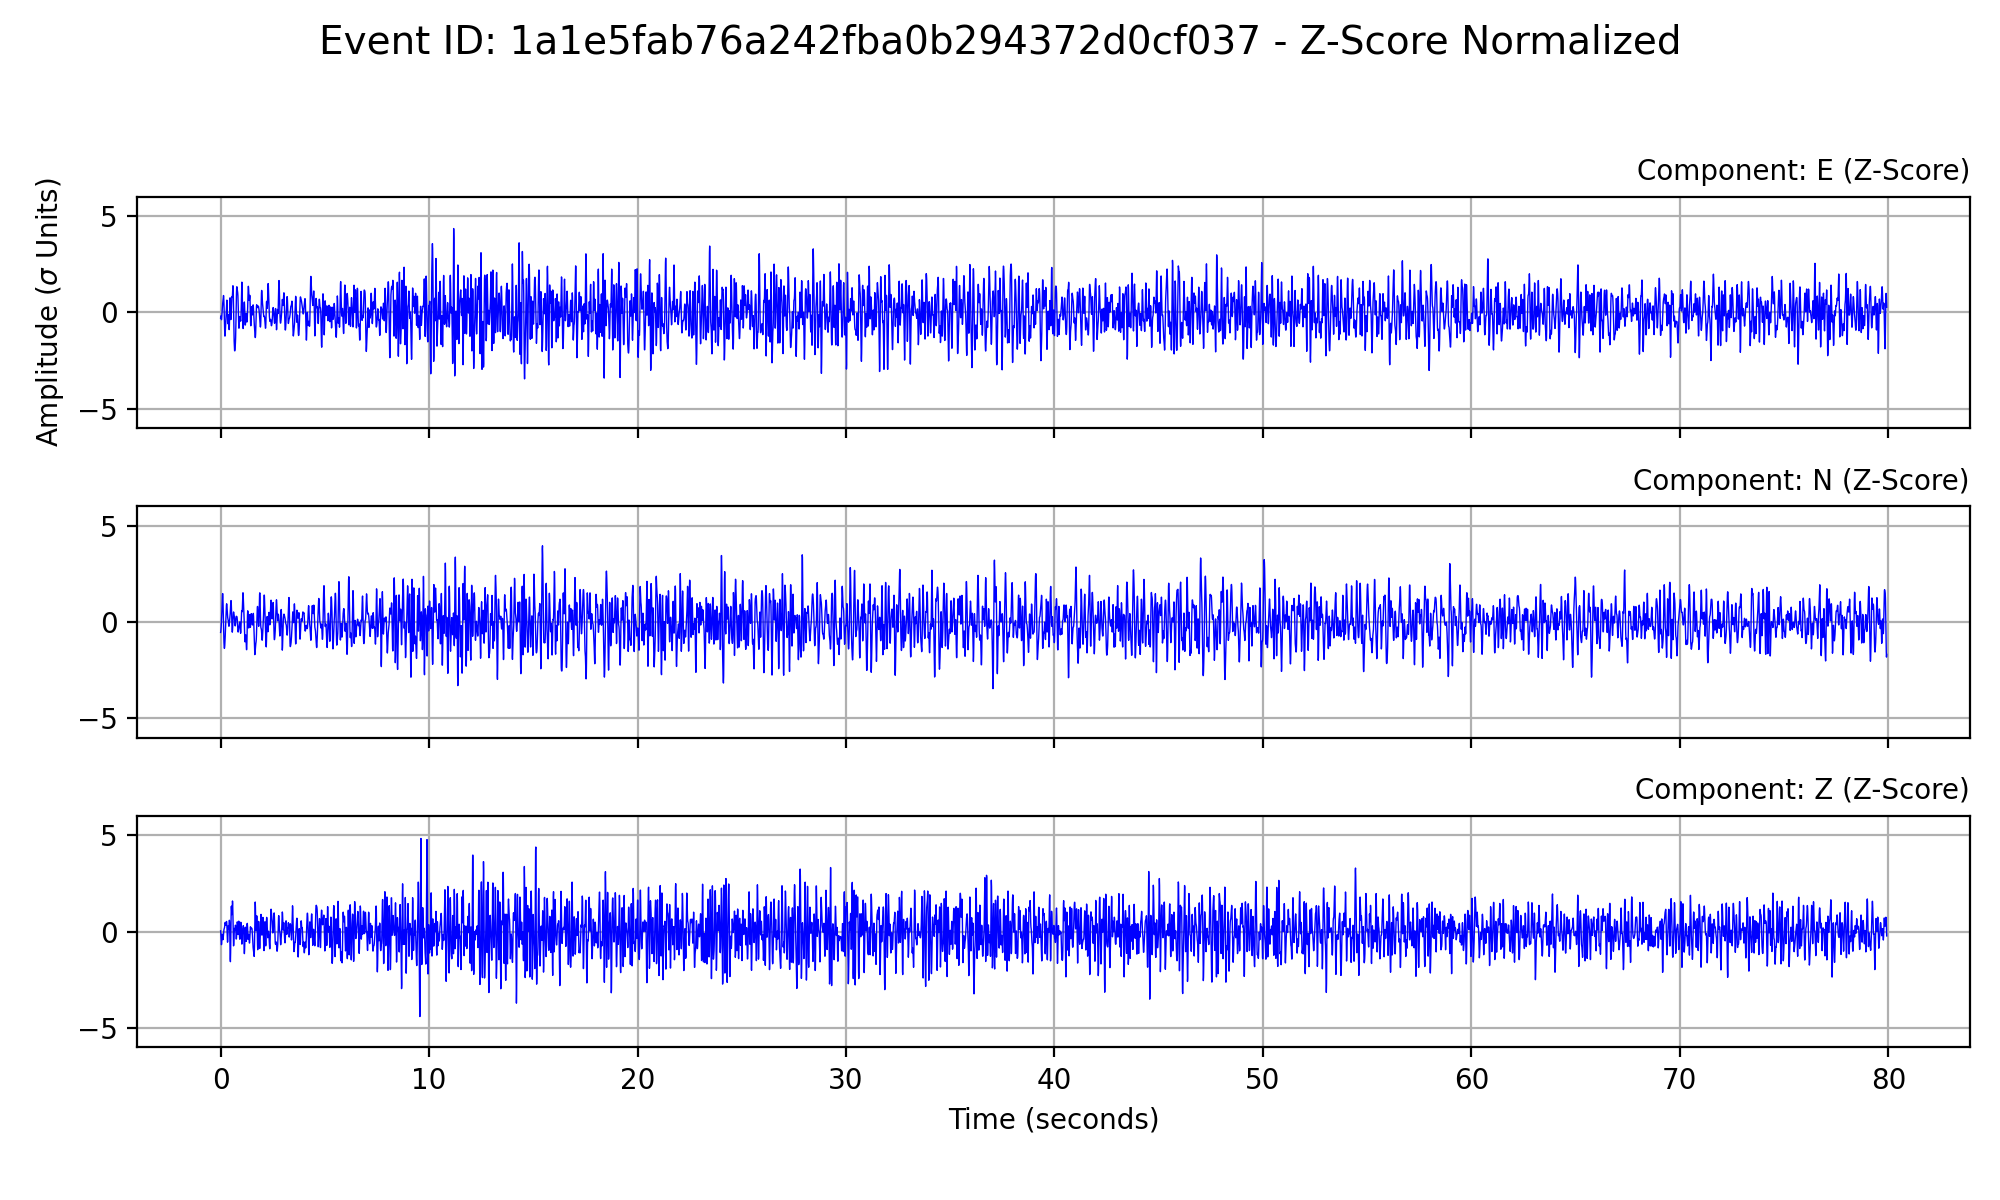 Event ID: 1a1e5fab76a242fba0b294372d0cf037 - Z-Score Normalized
Component: E (Z-Score)
Amplitude (σ Units)
5
0
−5
Component: N (Z-Score)
5
0
−5
Component: Z (Z-Score)
5
0
−5
0 10 20 30 40 50 60 70 80
Time (seconds)